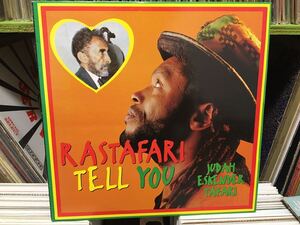 RASTAFARI
TELL YOU
JUDAH
ESKENDER
TAFARI